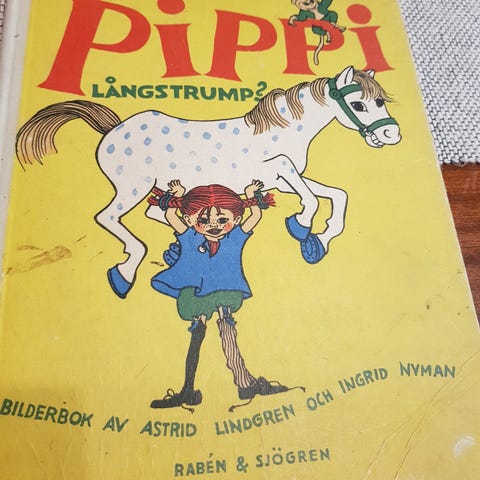 PIPPI
LÅNGSTRUMP?
BILDERBOK AV ASTRID LINDGREN OCH INGRID NYMAN
RABÉN & SJÖGREN